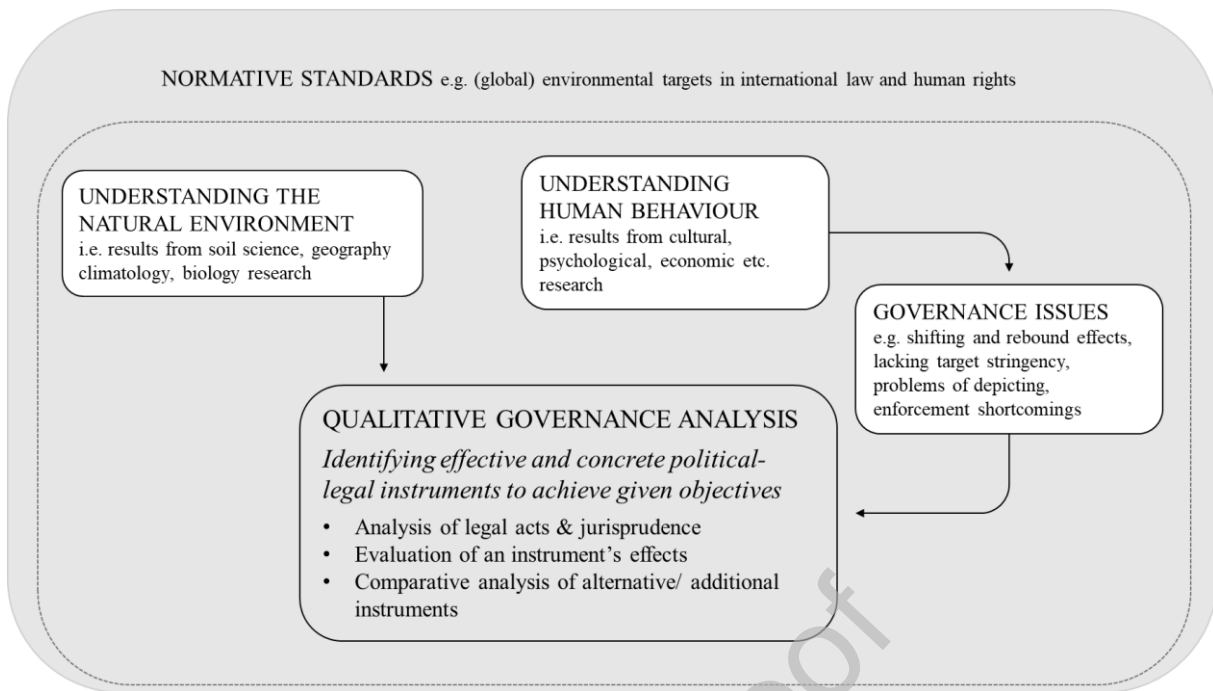 NORMATIVE STANDARDS e.g. (global) environmental targets in international law and human rights
UNDERSTANDING THE
NATURAL ENVIRONMENT
i.e. results from soil science, geography
climatology, biology research
UNDERSTANDING
HUMAN BEHAVIOUR
i.e. results from cultural,
psychological, economic etc.
research
GOVERNANCE ISSUES
e.g. shifting and rebound effects,
lacking target stringency,
problems of depicting,
enforcement shortcomings
QUALITATIVE GOVERNANCE ANALYSIS
Identifying effective and concrete political-
legal instruments to achieve given objectives
• Analysis of legal acts & jurisprudence
• Evaluation of an instrument's effects
• Comparative analysis of alternative/ additional
instruments